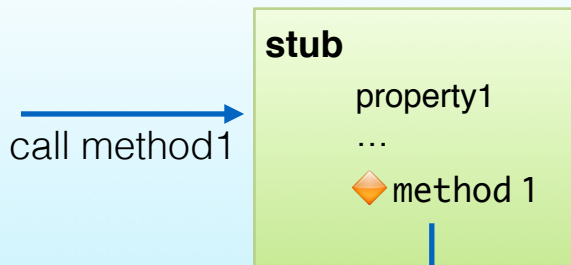 stub
property1
call method1
…
method 1